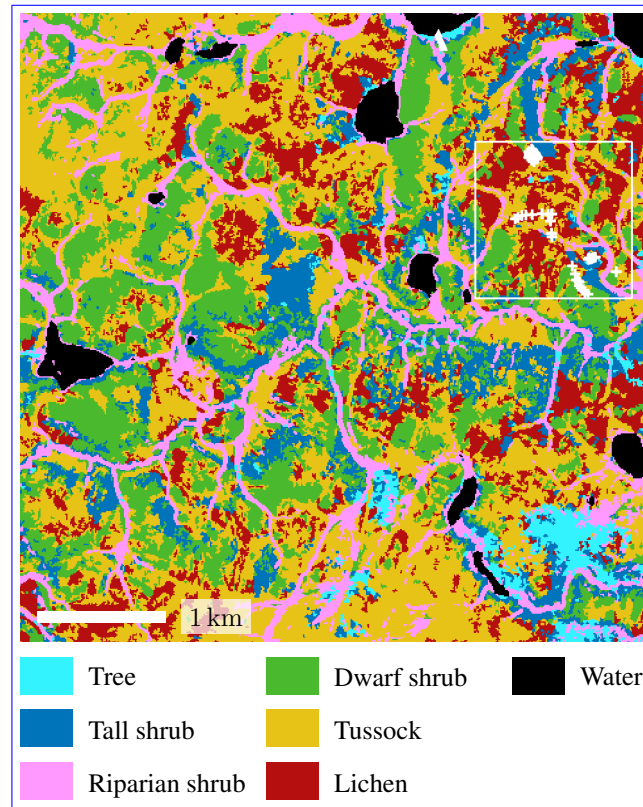 1 km
Tree
Dwarf shrub
Water
Tall shrub
Tussock
Riparian shrub
Lichen